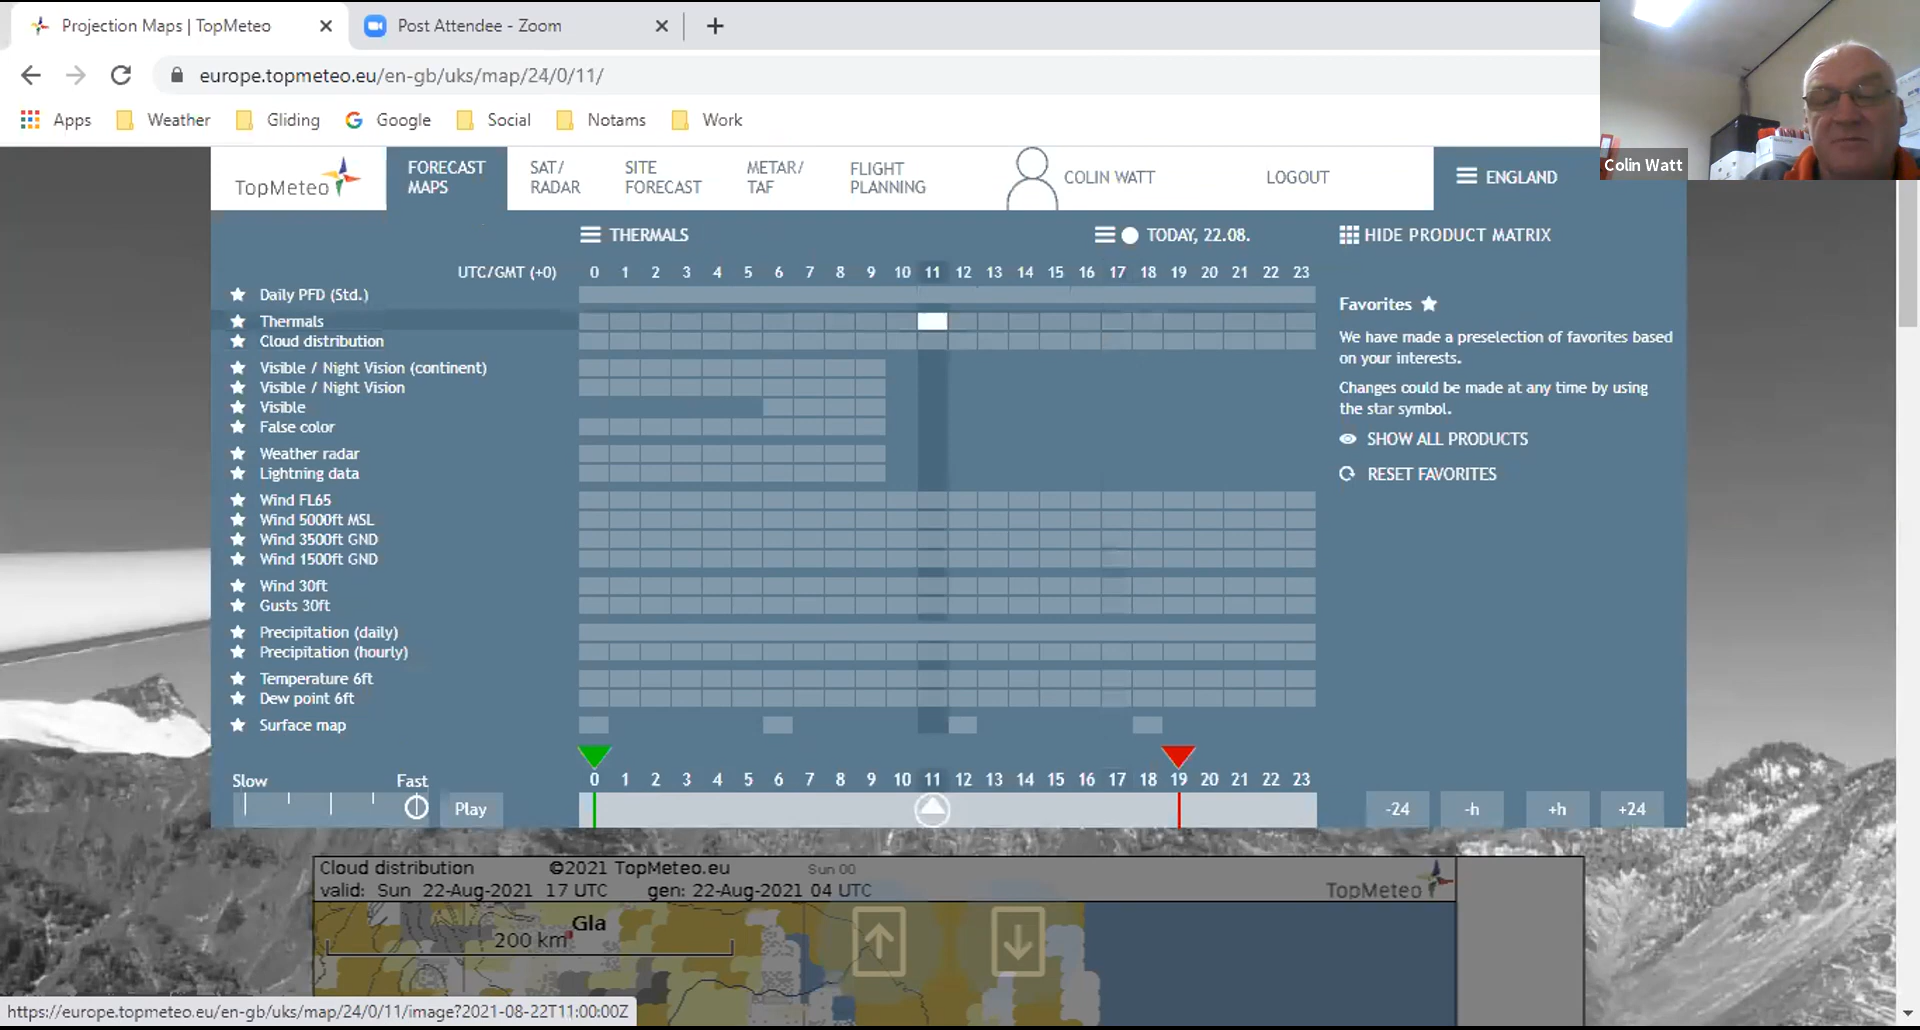 Projection Maps | TopMeteo
Post Attendee - Zoom
europe.topmeteo.eu/en-gb/uks/map/24/0/11/
Apps Weather Gliding Google Social Notams Work
Colin Watt
TopMeteo
FORECAST MAPS
SAT/ RADAR
SITE FORECAST
METAR/ TAF
FLIGHT PLANNING
COLIN WATT
LOGOUT
ENGLAND
THERMALS
TODAY, 22.08.
HIDE PRODUCT MATRIX
UTC/GMT (+0) 0 1 2 3 4 5 6 7 8 9 10 11 12 13 14 15 16 17 18 19 20 21 22 23
Daily PFD (Std.)
Thermals
Cloud distribution
Visible / Night Vision (continent)
Visible / Night Vision
Visible
False color
Weather radar
Lightning data
Wind FL65
Wind 5000ft MSL
Wind 3500ft GND
Wind 1500ft GND
Wind 30ft
Gusts 30ft
Precipitation (daily)
Precipitation (hourly)
Temperature 6ft
Dew point 6ft
Surface map
Favorites
We have made a preselection of favorites based
on your interests.
Changes could be made at any time by using
the star symbol.
SHOW ALL PRODUCTS
RESET FAVORITES
Slow Fast
Play
0 1 2 3 4 5 6 7 8 9 10 11 12 13 14 15 16 17 18 19 20 21 22 23
-24 -h +h +24
Cloud distribution ©2021 TopMeteo.eu Sun 00
valid: Sun 22-Aug-2021 17 UTC gen: 22-Aug-2021 04 UTC
TopMeteo
Gla
200 km
https://europe.topmeteo.eu/en-gb/uks/map/24/0/11/image?2021-08-22T11:00:00Z